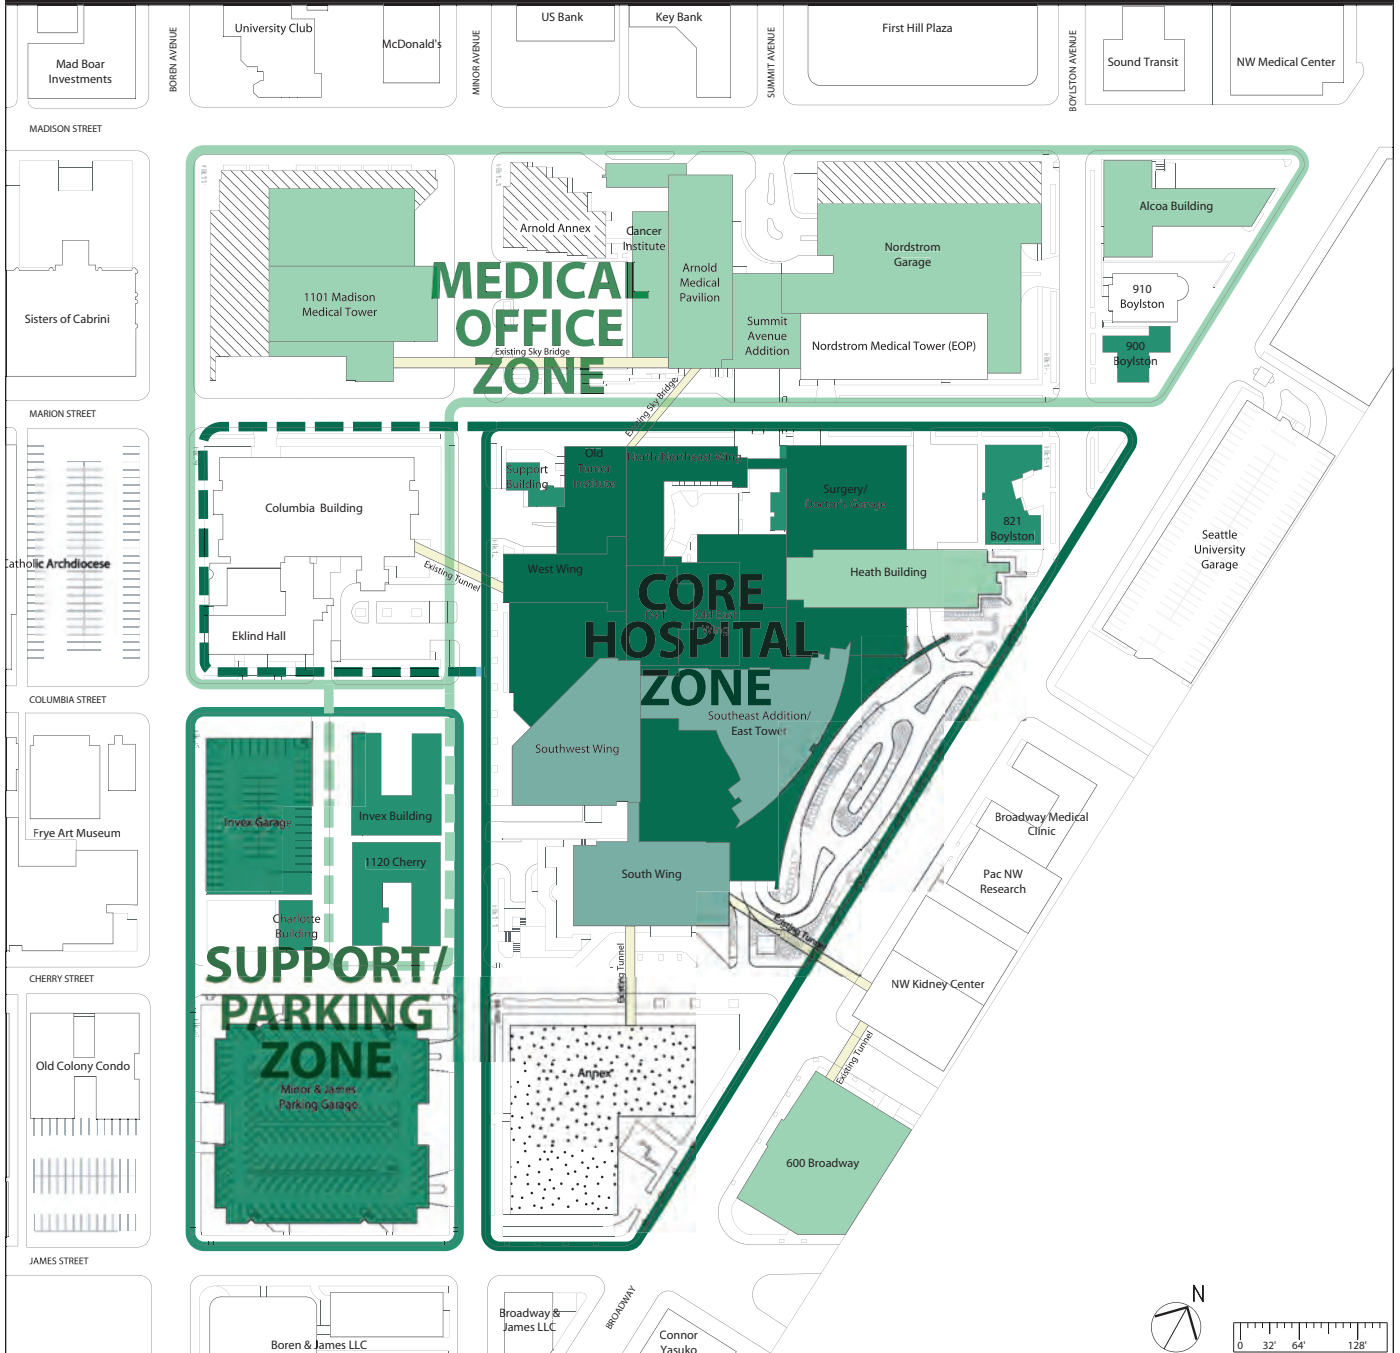 US Bank
Key Bank
University Club
First Hill Plaza
McDonald's
Mad Boar
Investments
Sound Transit
NW Medical Center
BOREN AVENUE
MINOR AVENUE
SUMMIT AVENUE
BOYLSTON AVENUE
MADISON STREET
Alcoa Building
Arnold Annex
Cancer
Institute
Nordstrom
Garage
Arnold
Medical
Pavilion
MEDICAL
OFFICE
ZONE
1101 Madison
Medical Tower
910
Boylston
Sisters of Cabrini
Summit
Avenue
Addition
Nordstrom Medical Tower (EOP)
900
Boylston
Existing Sky Bridge
Existing Sky Bridge
MARION STREET
Old
Tumor
Institute
North/Northeast Wing
Support
Building
Surgery/
Doctor's Garage
Columbia Building
821
Boylston
Seattle
University
Garage
Catholic Archdiocese
Existing Tunnel
West Wing
Heath Building
CORE
HOSPITAL
ZONE
Eklind Hall
COLUMBIA STREET
Southeast Addition/
East Tower
Southwest Wing
Invex Garage
Invex Building
Frye Art Museum
Broadway Medical
Clinic
1120 Cherry
South Wing
Pac NW
Research
Charlotte
Building
Existing Tunnel
SUPPORT/
PARKING
ZONE
CHERRY STREET
Existing Tunnel
NW Kidney Center
Old Colony Condo
Annex
Existing Tunnel
Minor & James
Parking Garage
600 Broadway
JAMES STREET
Broadway &
James LLC
BROADWAY
Boren & James LLC
Connor
Yasuko
N
0 32' 64' 128'